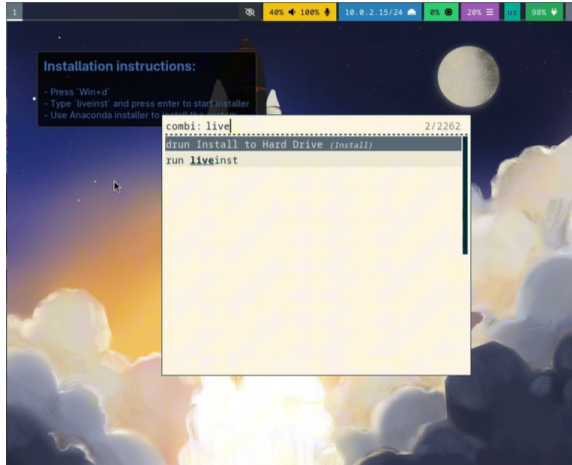 1
40% 100%
10.0.2.15/24
0%
20%
us
98%
Installation instructions:
- Press `Win+d`
- Type `liveinst` and press enter to start installer
- Use Anaconda installer to
combi: live
2/2262
drun Install to Hard Drive (Install)
run liveinst